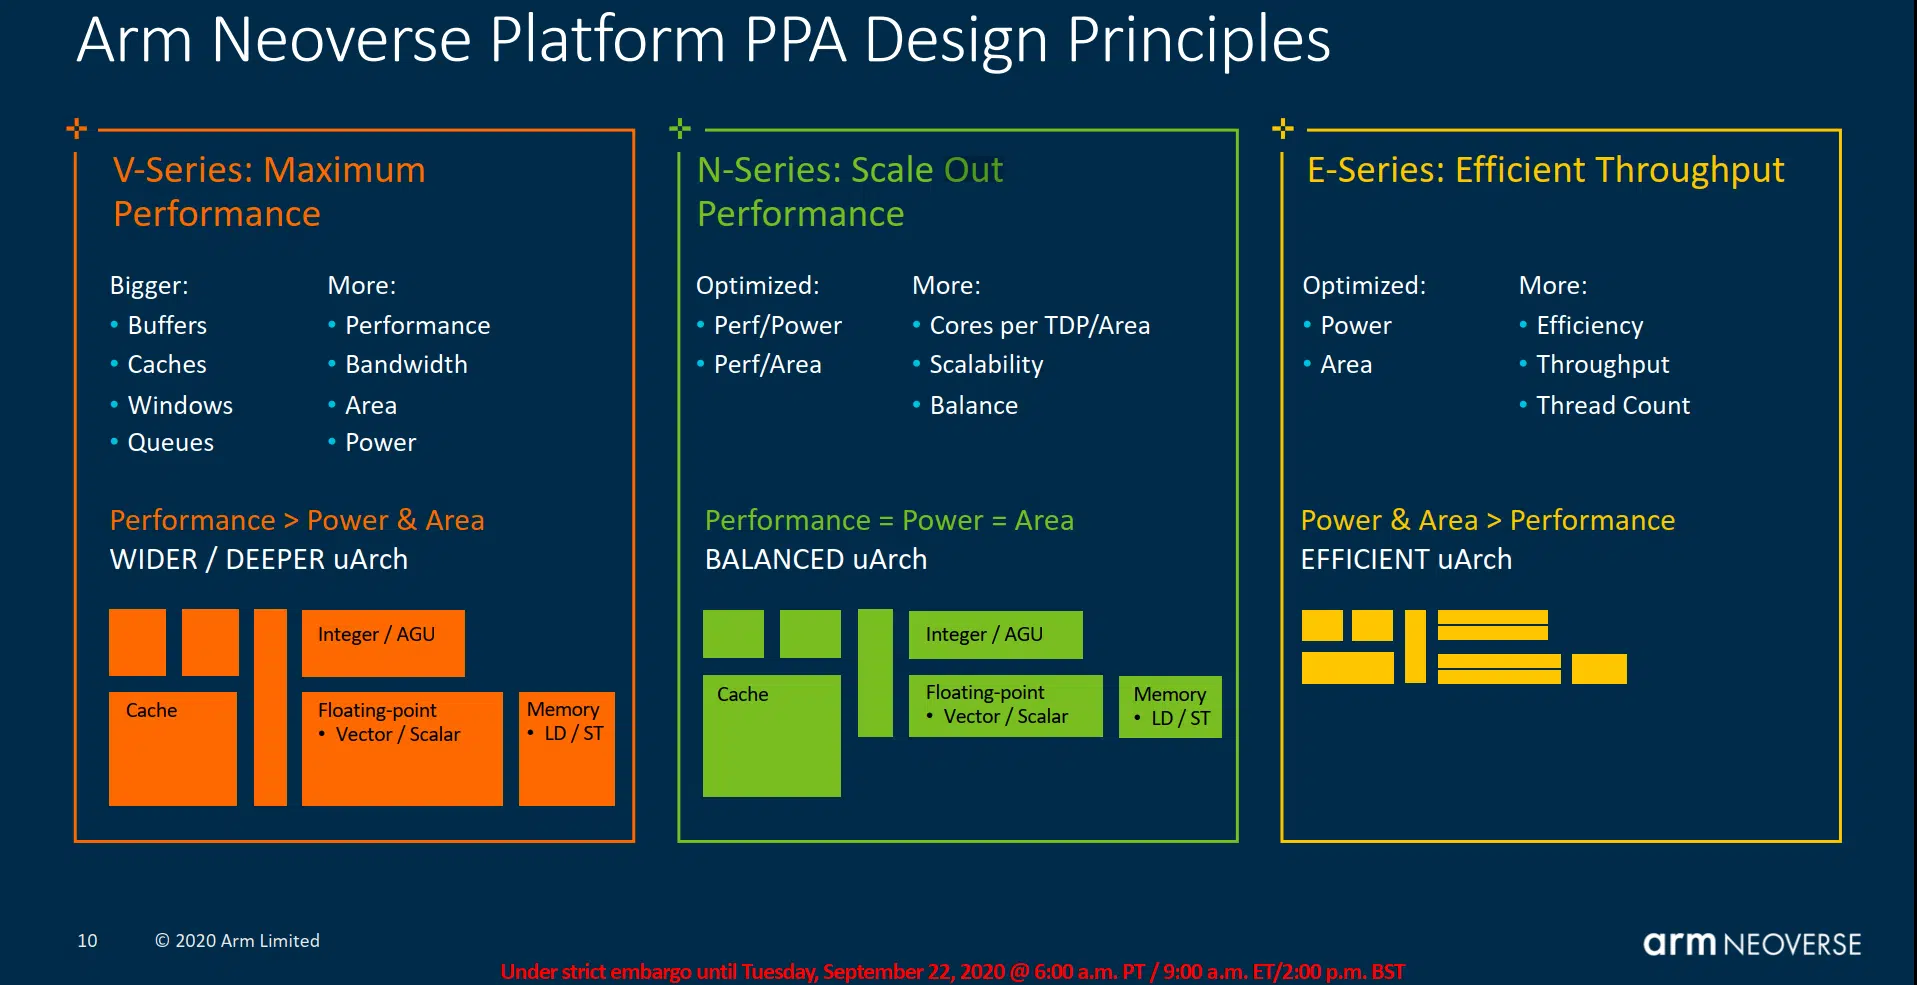 Arm Neoverse Platform PPA Design Principles
V-Series: Maximum
Performance
Bigger:
• Buffers
• Caches
• Windows
• Queues
More:
• Performance
• Bandwidth
• Area
• Power
Performance > Power & Area
WIDER / DEEPER uArch
Integer / AGU
Cache
Floating-point
• Vector / Scalar
Memory
• LD / ST
N-Series: Scale Out
Performance
Optimized:
• Perf/Power
• Perf/Area
More:
• Cores per TDP/Area
• Scalability
• Balance
Performance = Power = Area
BALANCED uArch
Integer / AGU
Cache
Floating-point
• Vector / Scalar
Memory
• LD / ST
E-Series: Efficient Throughput
Optimized:
• Power
• Area
More:
• Efficiency
• Throughput
• Thread Count
Power & Area > Performance
EFFICIENT uArch
10 © 2020 Arm Limited
arm NEOVERSE
Under strict embargo until Tuesday, September 22, 2020 @ 6:00 a.m. PT / 9:00 a.m. ET/2:00 p.m. BST